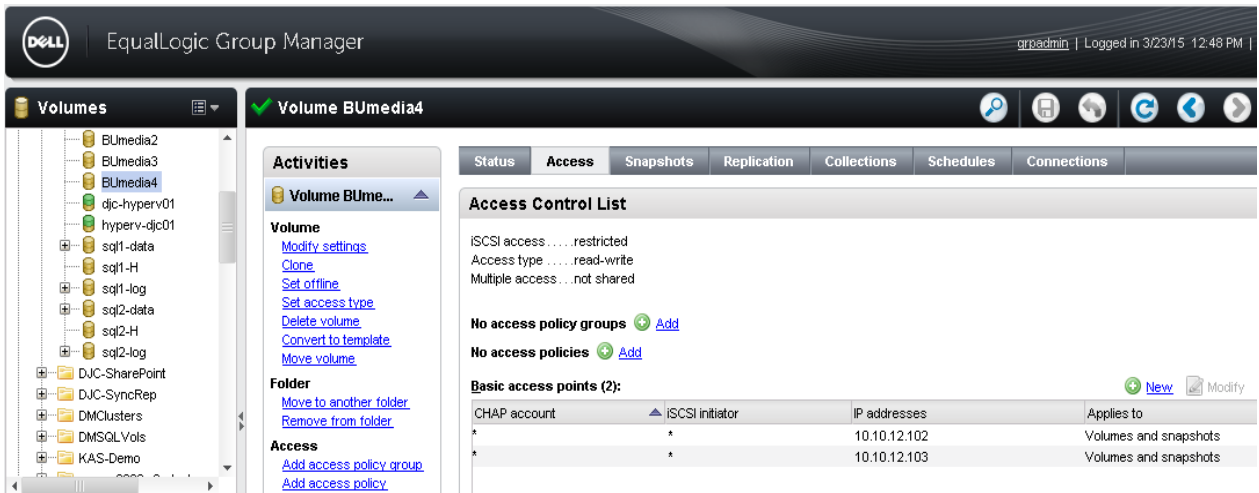 DELL
EqualLogic Group Manager
grpadmin | Logged in 3/23/15 12:48 PM |
Volumes
BUmedia2
BUmedia3
BUmedia4
djc-hyperv01
hyperv-djc01
sql1-data
sql1-H
sql1-log
sql2-data
sql2-H
sql2-log
DJC-SharePoint
DJC-SyncRep
DMClusters
DMSQLVols
KAS-Demo
Volume BUmedia4
Activities
Volume BUme...
Volume
Modify settings
Clone
Set offline
Set access type
Delete volume
Convert to template
Move volume
Folder
Move to another folder
Remove from folder
Access
Add access policy group
Add access policy
Status Access Snapshots Replication Collections Schedules Connections
Access Control List
iSCSI access.....restricted
Access type .....read-write
Multiple access...not shared
No access policy groups Add
No access policies Add
Basic access points (2):
New Modify
CHAP account iSCSI initiator IP addresses Applies to
* * 10.10.12.102 Volumes and snapshots
* * 10.10.12.103 Volumes and snapshots